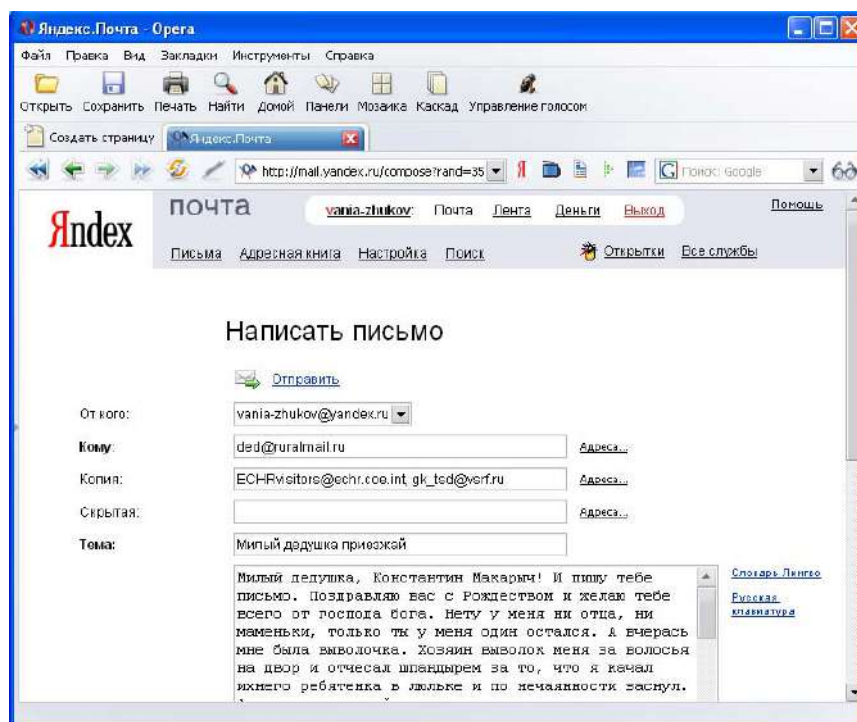 Яндекс.Почта - Opera
Файл Правка Вид Закладки Инструменты Справка
Открыть Сохранить Печать Найти Домой Панели Мозаика Каскад Управление голосом
Создать страницу Яндекс.Почта
http://mail.yandex.ru/compose?rand=35 Я G Поиск: Google
Яndex
почта vania-zhukov: Почта Лента Деньги Выход Помощь
Письма Адресная книга Настройка Поиск Открытки Все службы
Написать письмо
Отправить
От кого: vania-zhukov@yandex.ru
Кому: ded@ruralmail.ru Адреса...
Копия: ECHRvisitors@echr.coe.int, gk_tsd@vsrf.ru Адреса...
Скрытая: Адреса...
Тема: Милый дедушка приезжай
Милый дедушка, Константин Макарыч! И пишу тебе
письмо. Поздравляю вас с Рождеством и желаю тебе
всего от господа бога. Нету у меня ни отца, ни
маменьки, только ты у меня один остался. А вчерась
мне была выволочка. Хозяин выволок меня за волосья
на двор и отчесал шпандырем за то, что я качал
ихнего ребятенка в люльке и по нечаянности заснул.
Словарь Лингво
Русская
клавиатура